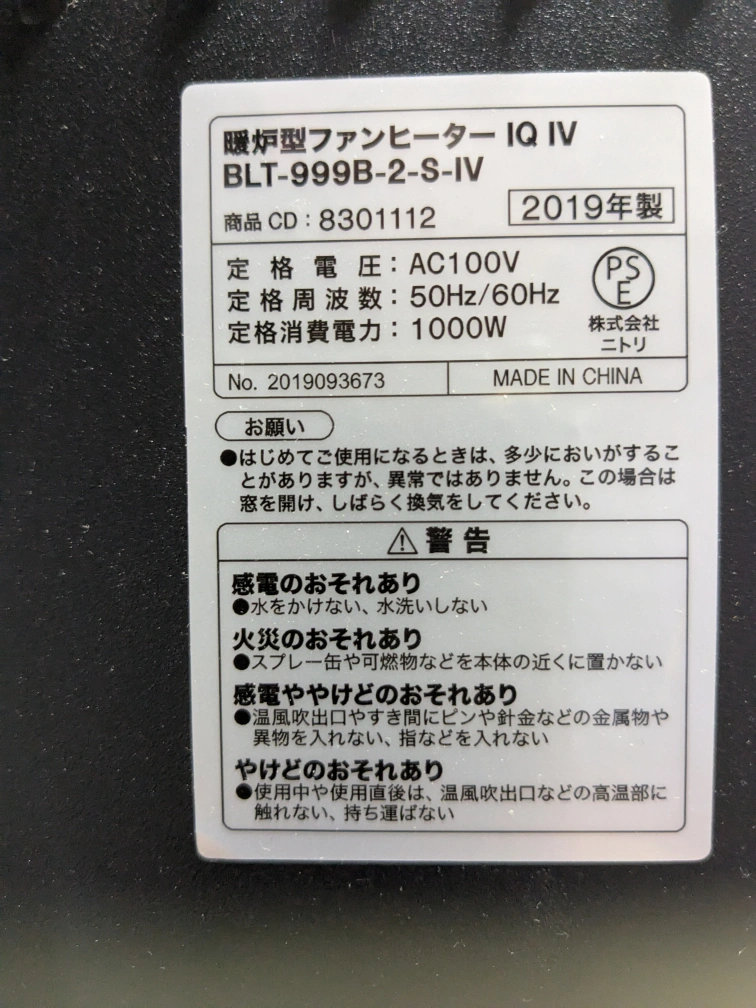 暖炉型ファンヒーター IQ IV
BLT-999B-2-S-IV
商品 CD：8301112
2019年製
定格電圧：AC100V
定格周波数：50Hz/60Hz
定格消費電力：1000W
PS
E
株式会社
ニトリ
No. 2019093673
MADE IN CHINA
お願い
●はじめてご使用になるときは、多少においがするこ
とがありますが、異常ではありません。この場合は
窓を開け、しばらく換気をしてください。
⚠警告
感電のおそれあり
●水をかけない、水洗いしない
火災のおそれあり
●スプレー缶や可燃物などを本体の近くに置かない
感電ややけどのおそれあり
●温風吹出口やすき間にピンや針金などの金属物や
異物を入れない、指などを入れない
やけどのおそれあり
●使用中や使用直後は、温風吹出口などの高温部に
触れない、持ち運ばない